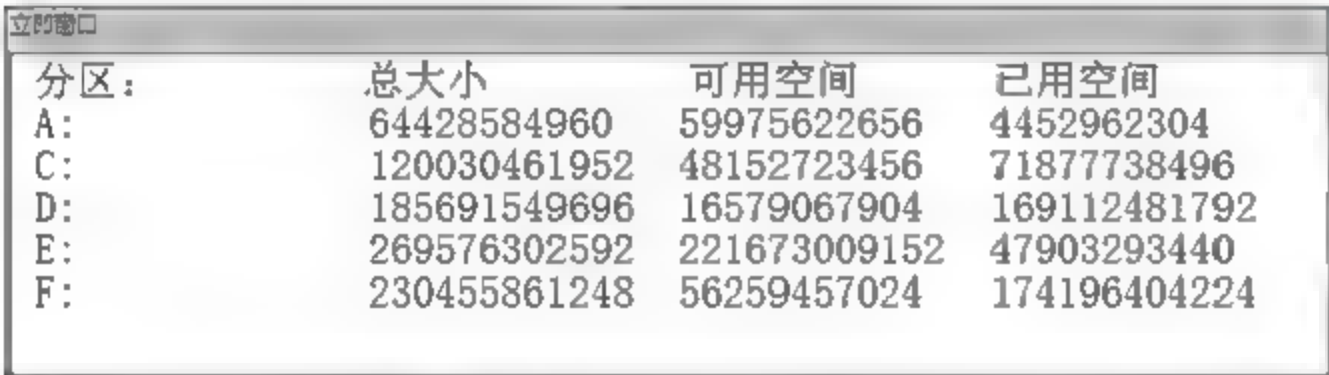 立即窗口
分区： 总大小 可用空间 已用空间
A: 64428584960 59975622656 4452962304
C: 120030461952 48152723456 71877738496
D: 185691549696 16579067904 169112481792
E: 269576302592 221673009152 47903293440
F: 230455861248 56259457024 174196404224